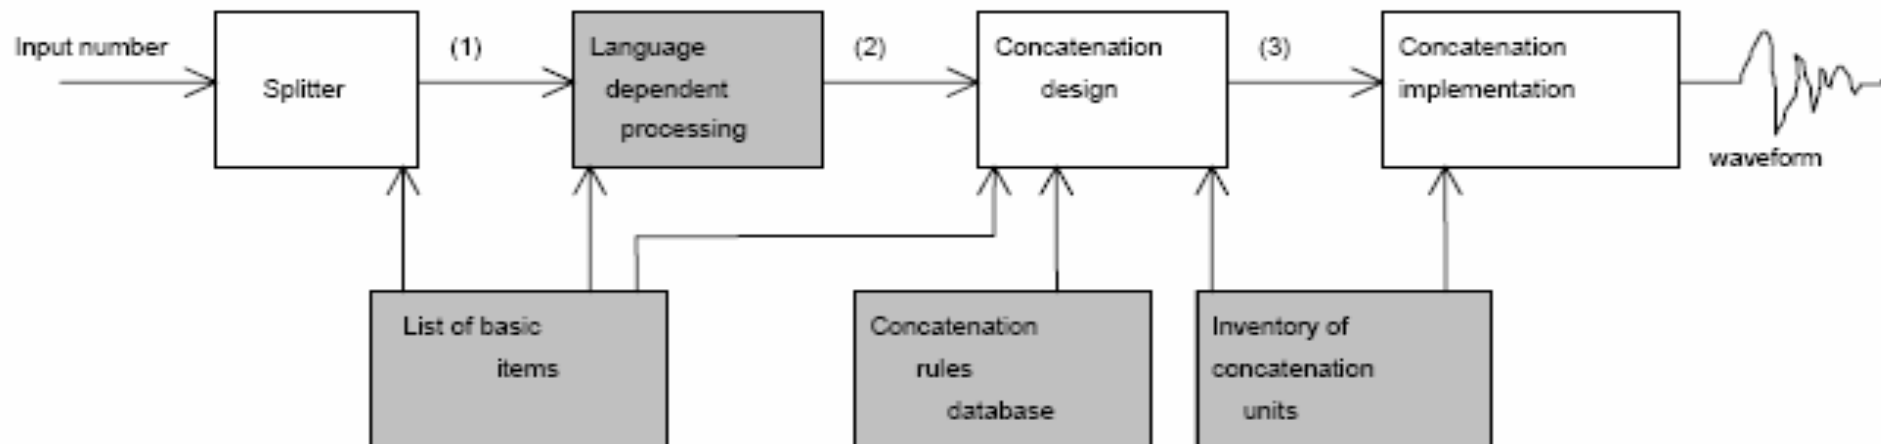 Input number
Splitter
(1)
Language
dependent
processing
(2)
Concatenation
design
(3)
Concatenation
implementation
waveform
List of basic
items
Concatenation
rules
database
Inventory of
concatenation
units